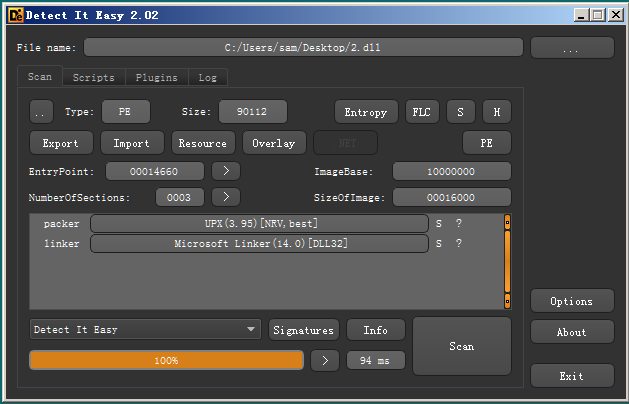 Detect It Easy 2.02
File name: C:/Users/sam/Desktop/2.dll ...
Scan Scripts Plugins Log
.. Type: PE Size: 90112 Entropy FLC S H
Export Import Resource Overlay NET PE
EntryPoint: 00014660 > ImageBase: 10000000
NumberOfSections: 0003 > SizeOfImage: 00016000
packer UPX(3.95)[NRV,best] S ?
linker Microsoft Linker(14.0)[DLL32] S ?
Options
Detect It Easy Signatures Info Scan About
100% > 94 ms
Exit